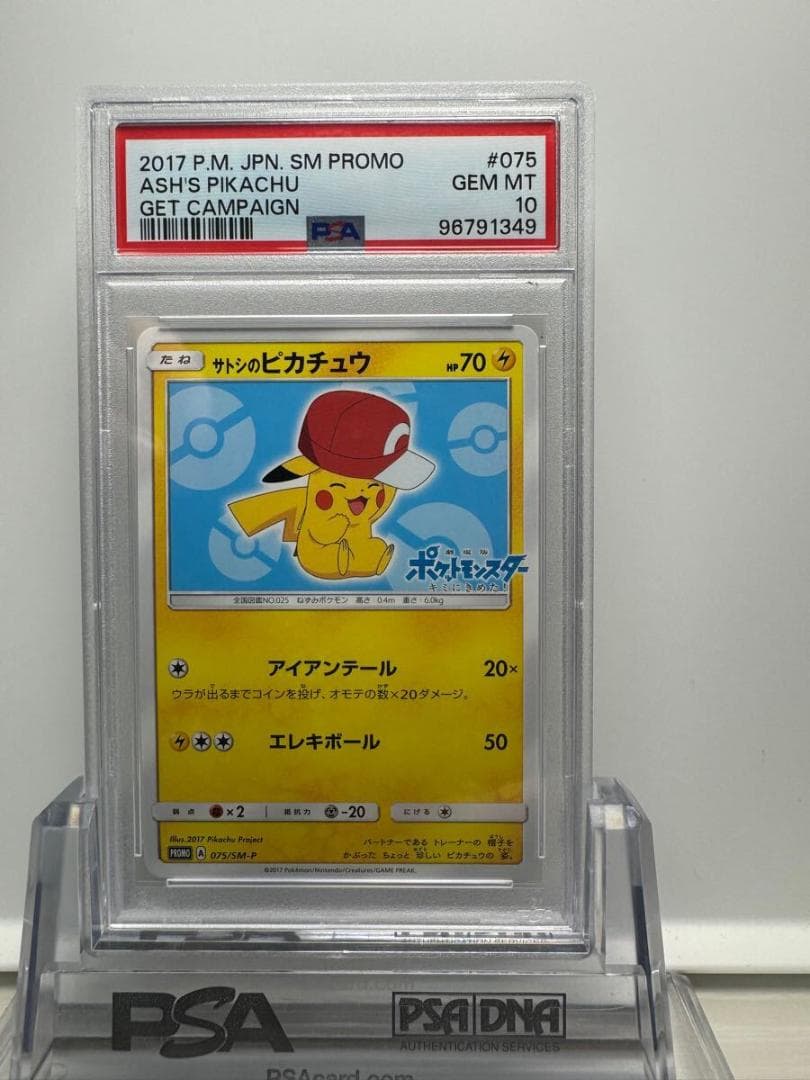 2017 P.M. JPN. SM PROMO #075
ASH'S PIKACHU GEM MT
GET CAMPAIGN 10
PSA 96791349
たね サトシのピカチュウ HP70
劇場版
ポケットモンスター
キミにきめた!
全国図鑑NO.025 ねずみポケモン 高さ:0.4m 重さ:6.0kg
アイアンテール 20×
ウラが出るまでコインを投げ、オモテの数×20ダメージ。
エレキボール 50
弱点 ×2 抵抗力 -20 にげる
Illus.2017 Pikachu Project
パートナーである トレーナーの 帽子を
かぶった ちょっと 珍しい ピカチュウの 姿。
PROMO A 075/SM-P
©2017 Pokémon/Nintendo/Creatures/GAME FREAK.
PSA PSA DNA
AUTHENTICATION SERVICES
PSAcard.com